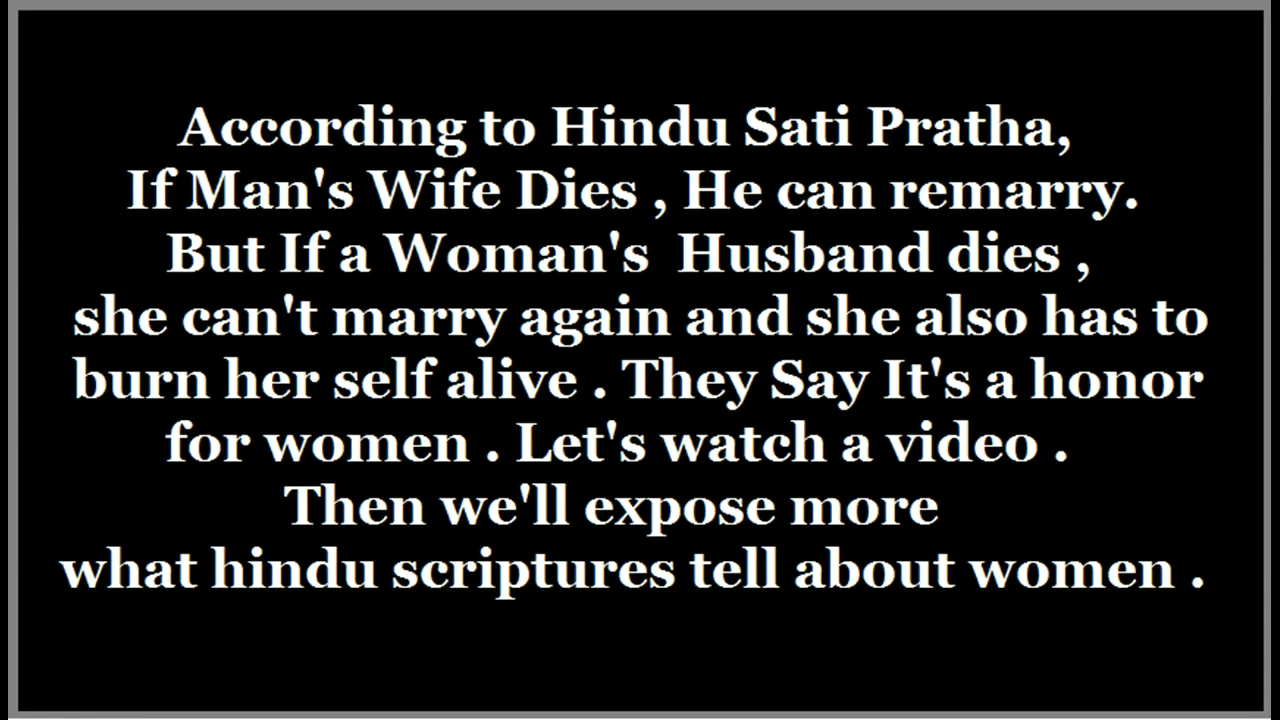 According to Hindu Sati Pratha,
If Man's Wife Dies , He can remarry.
But If a Woman's  Husband dies ,
she can't marry again and she also has to
burn her self alive . They Say It's a honor
for women . Let's watch a video .
Then we'll expose more
what hindu scriptures tell about women .